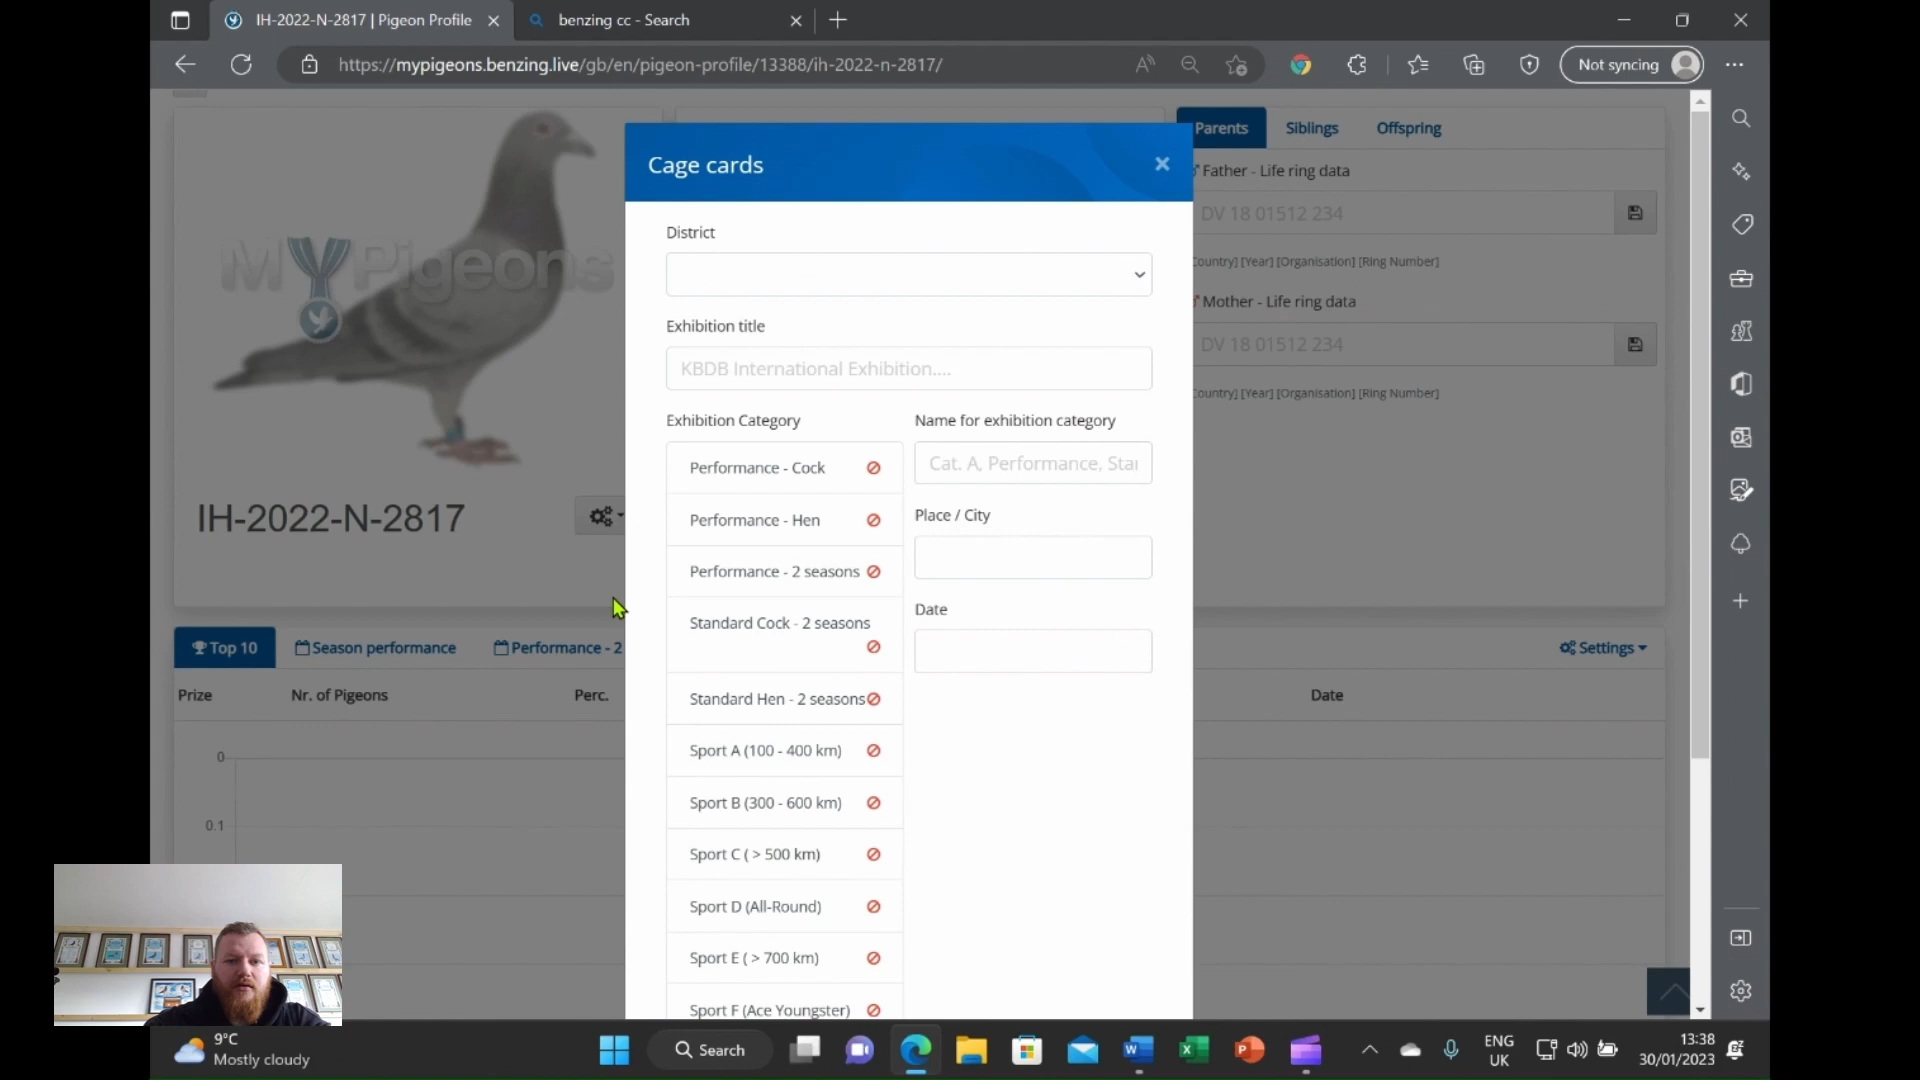 IH-2022-N-2817 | Pigeon Profile
benzing cc - Search
https://mypigeons.benzing.live/gb/en/pigeon-profile/13388/ih-2022-n-2817/
Not syncing
MYPigeons
IH-2022-N-2817
Cage cards
District
Exhibition title
KBDB International Exhibition....
Exhibition Category
Name for exhibition category
Performance - Cock
Cat. A, Performance, Star
Performance - Hen
Place / City
Performance - 2 seasons
Date
Standard Cock - 2 seasons
Standard Hen - 2 seasons
Sport A (100 - 400 km)
Sport B (300 - 600 km)
Sport C ( > 500 km)
Sport D (All-Round)
Sport E ( > 700 km)
Sport F (Ace Youngster)
Parents
Siblings
Offspring
Father - Life ring data
DV 18 01512 234
Country] [Year] [Organisation] [Ring Number]
Mother - Life ring data
DV 18 01512 234
Country] [Year] [Organisation] [Ring Number]
Top 10
Season performance
Performance - 2
Settings
Prize
Nr. of Pigeons
Perc.
Date
0
0.1
9°C
Mostly cloudy
Search
ENG
UK
13:38
30/01/2023